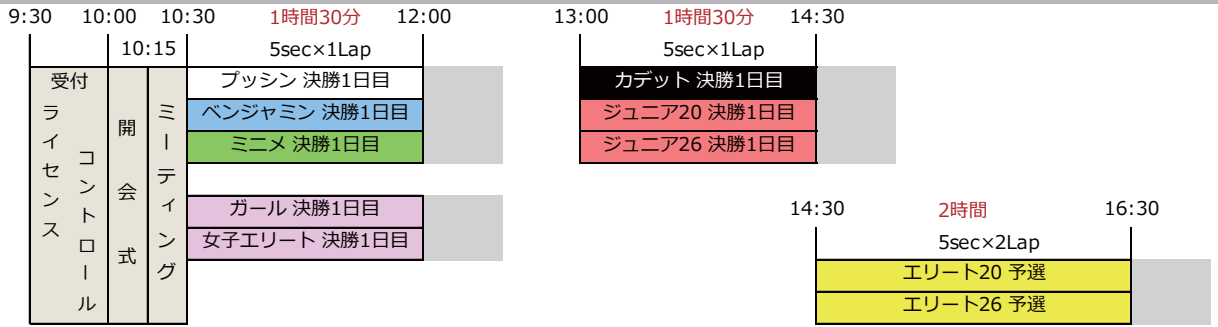 9:30 10:00 10:30 1時間30分 12:00 13:00 1時間30分 14:30
10:15 5sec×1Lap 5sec×1Lap
受付
ライセンス
コントロール
開会式
ミーティング
プッシン 決勝1日目
ベンジャミン 決勝1日目
ミニメ 決勝1日目
ガール 決勝1日目
女子エリート 決勝1日目
カデット 決勝1日目
ジュニア20 決勝1日目
ジュニア26 決勝1日目
14:30 2時間 16:30
5sec×2Lap
エリート20 予選
エリート26 予選